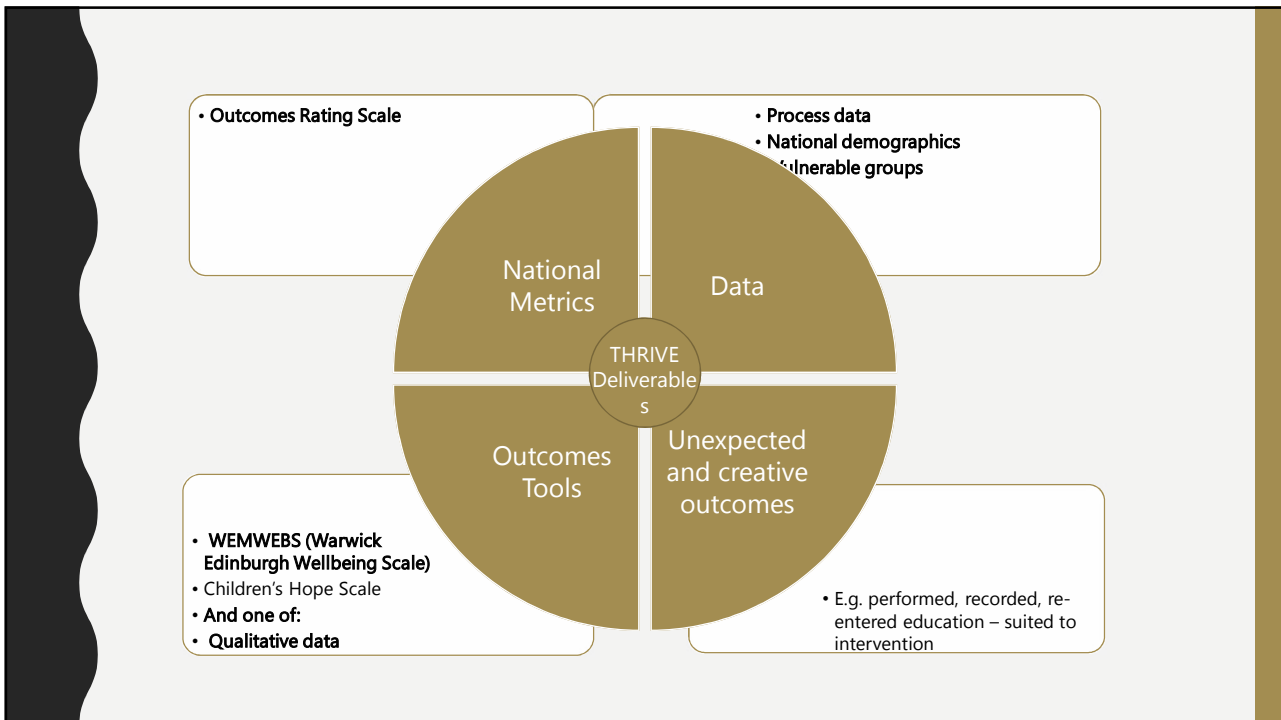 • Outcomes Rating Scale
• Process data
• National demographics
Vulnerable groups
National
Metrics
Data
THRIVE
Deliverable
s
Outcomes
Tools
Unexpected
and creative
outcomes
• WEMWEBS (Warwick
Edinburgh Wellbeing Scale)
• Children's Hope Scale
• And one of:
• Qualitative data
• E.g. performed, recorded, re-
entered education – suited to
intervention